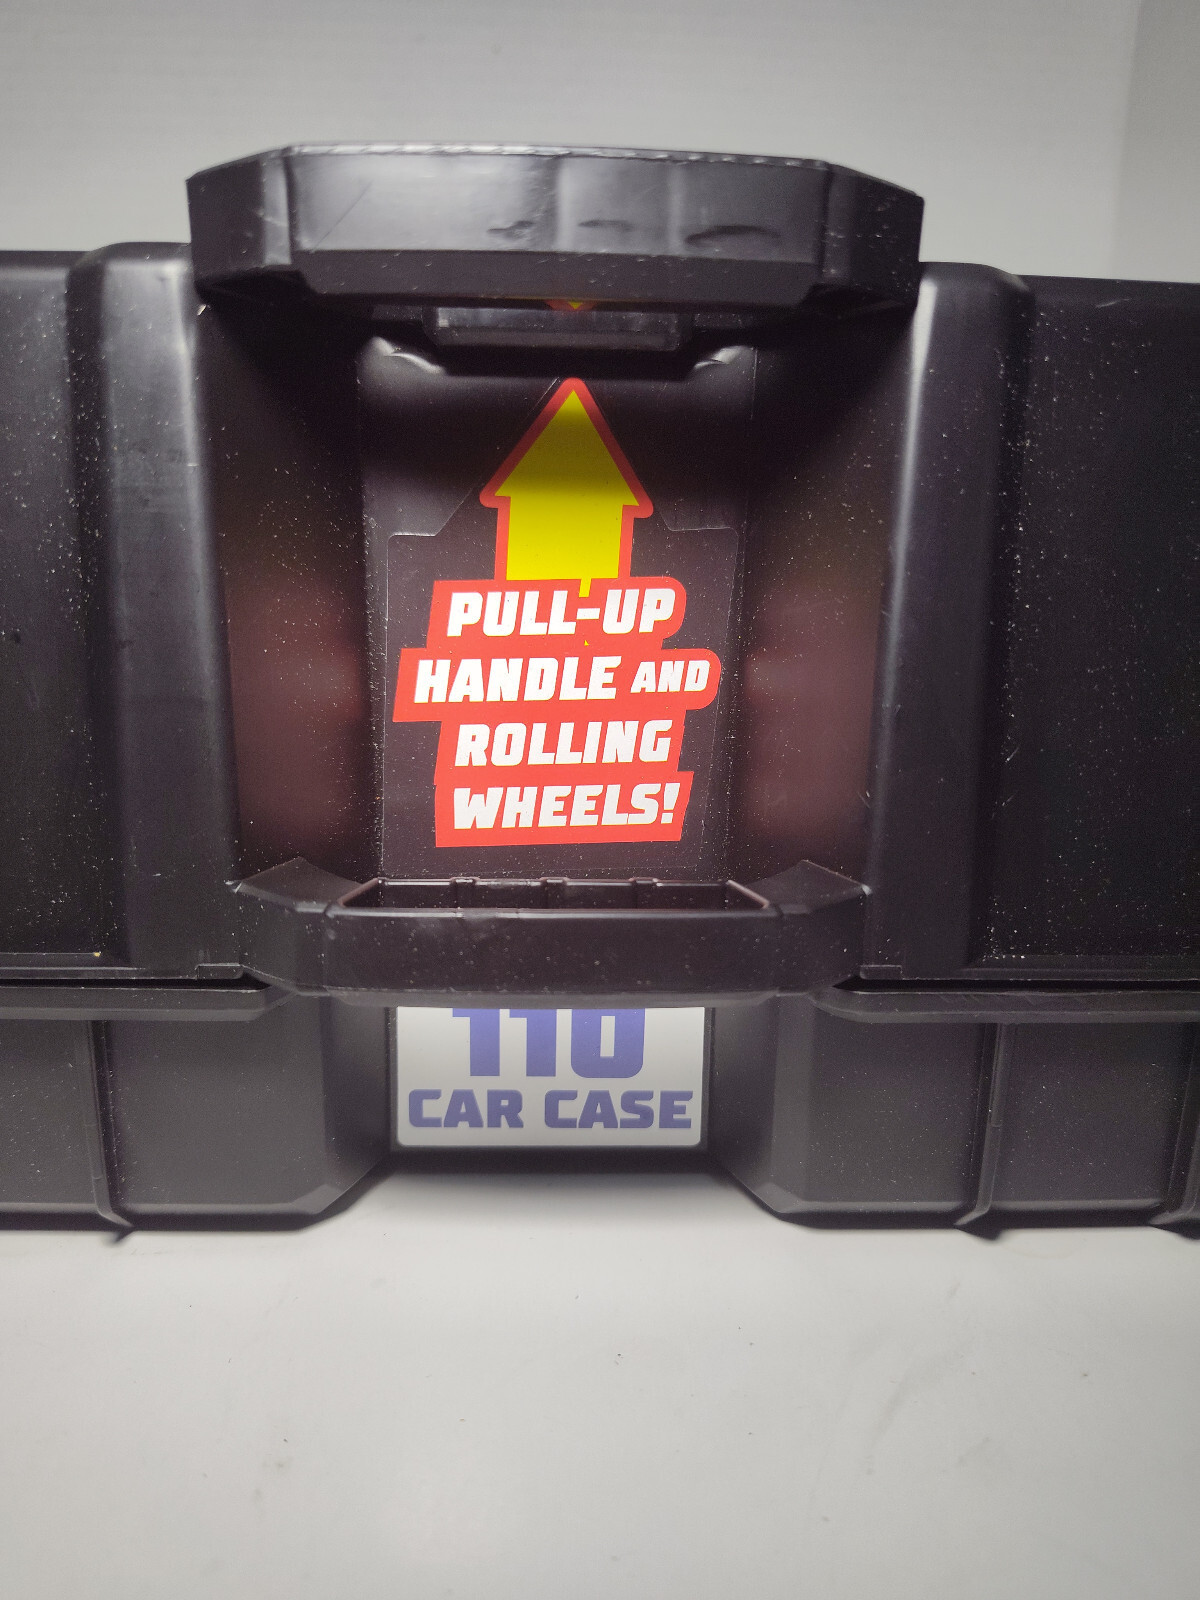 PULL-UP
HANDLE AND
ROLLING
WHEELS!
110
CAR CASE